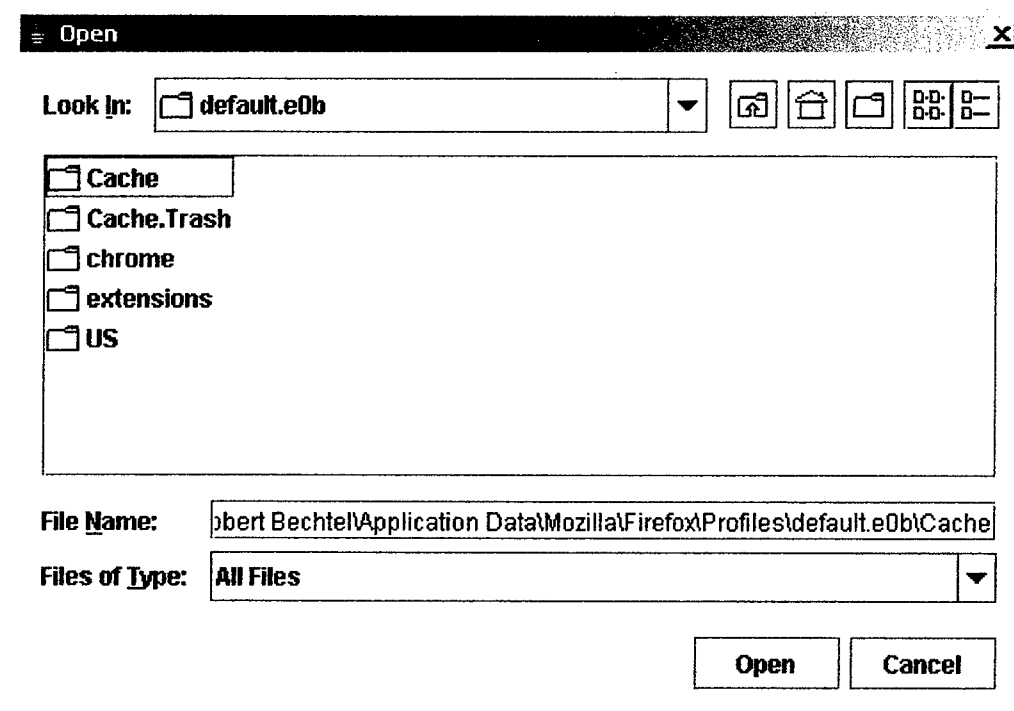 Open
Look In: default.e0b
Cache
Cache.Trash
chrome
extensions
US
File Name: bert Bechtel\Application Data\Mozilla\Firefox\Profiles\default.e0b\Cache
Files of Type: All Files
Open Cancel